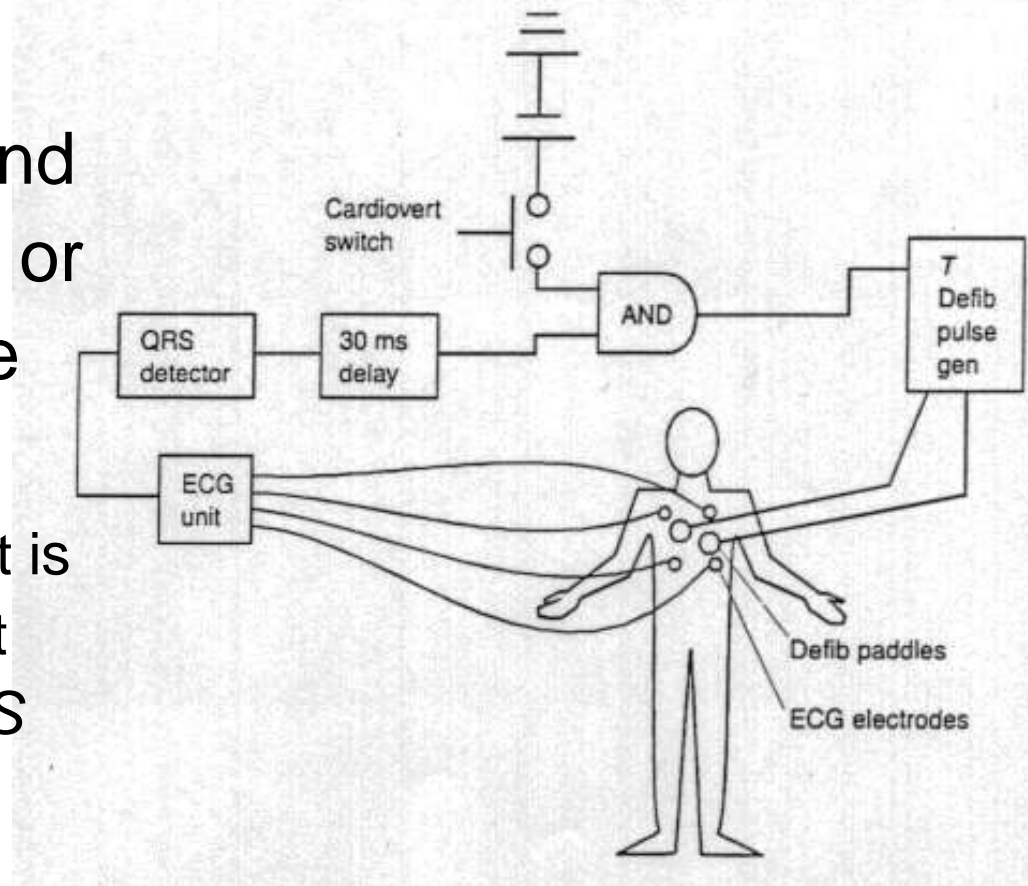 nd
or
e
t is
t
S
Cardiovert
switch
AND
T
Defib
pulse
gen
QRS
detector
30 ms
delay
ECG
unit
Defib paddles
ECG electrodes